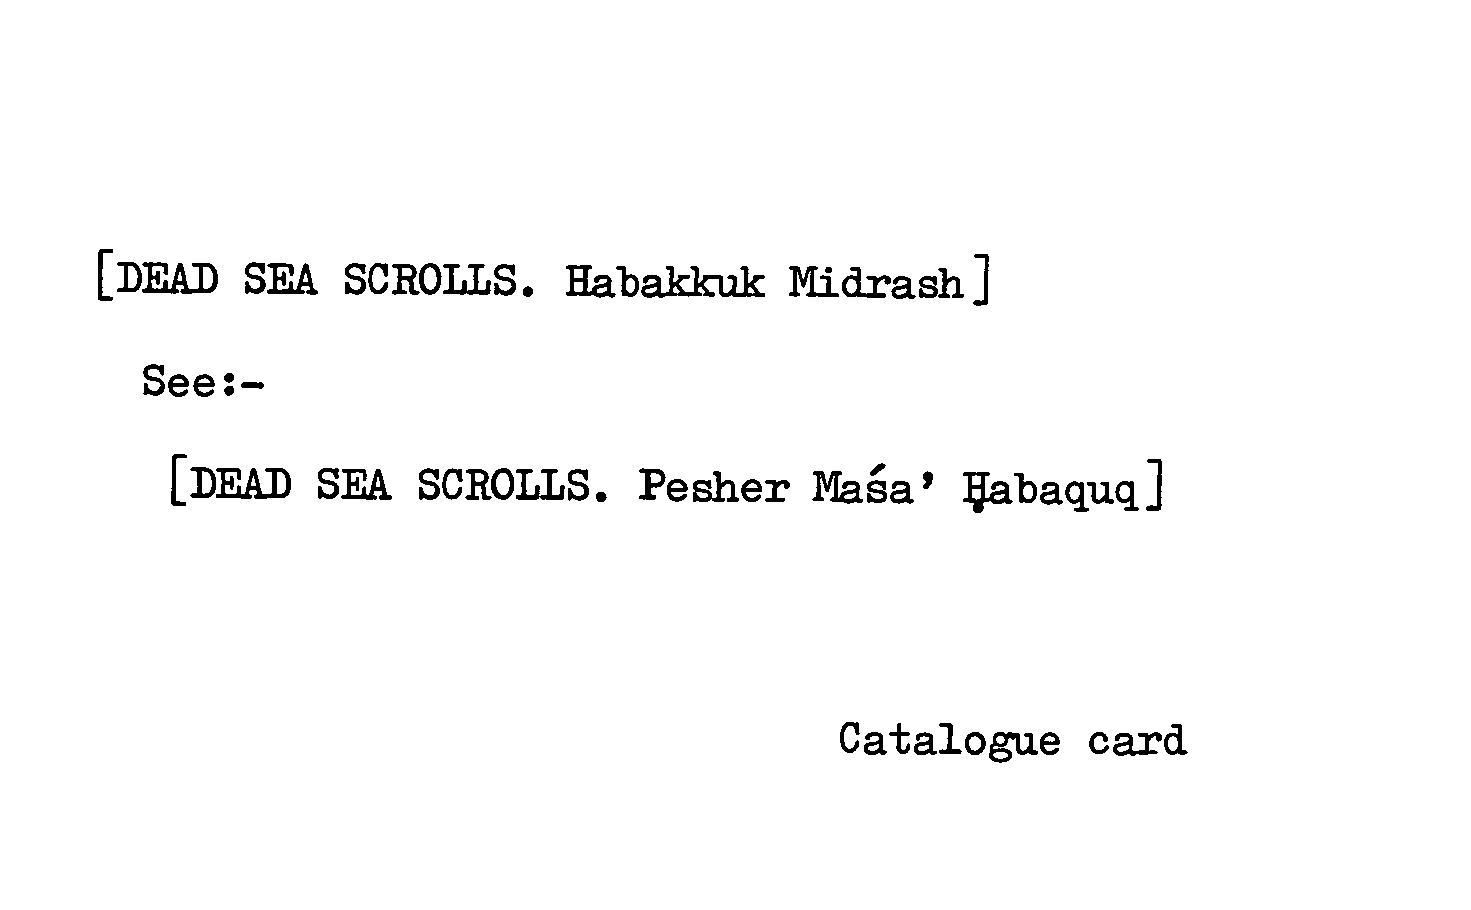 [DEAD SEA SCROLLS. Habakkuk Midrash]
See:-
[DEAD SEA SCROLLS. Pesher Maśa' Ḥabaquq]
Catalogue card